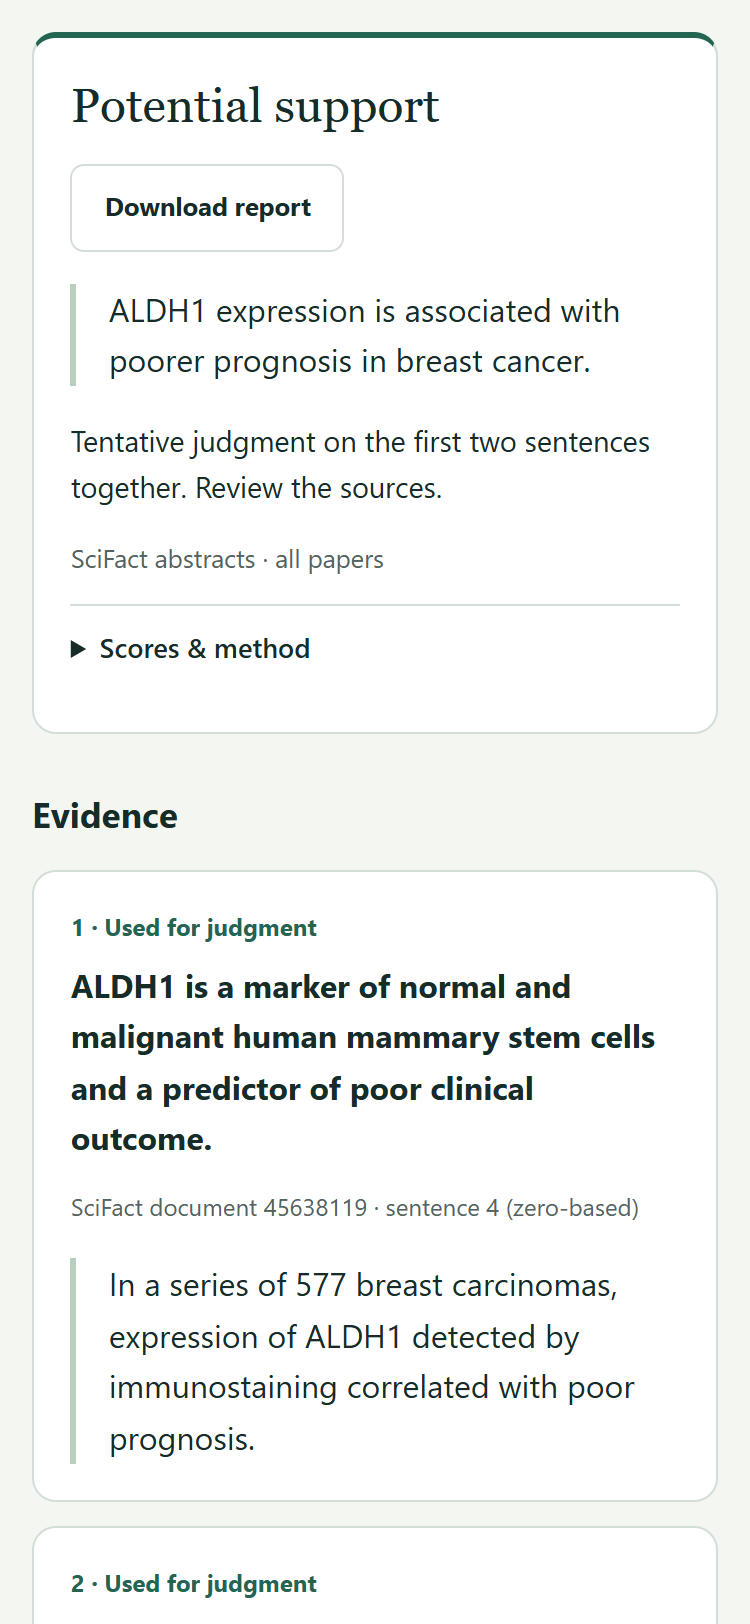 Potential support
Download report
ALDH1 expression is associated with
poorer prognosis in breast cancer.
Tentative judgment on the first two sentences
together. Review the sources.
SciFact abstracts · all papers
Scores & method
Evidence
1 · Used for judgment
ALDH1 is a marker of normal and
malignant human mammary stem cells
and a predictor of poor clinical
outcome.
SciFact document 45638119 · sentence 4 (zero-based)
In a series of 577 breast carcinomas,
expression of ALDH1 detected by
immunostaining correlated with poor
prognosis.
2 · Used for judgment